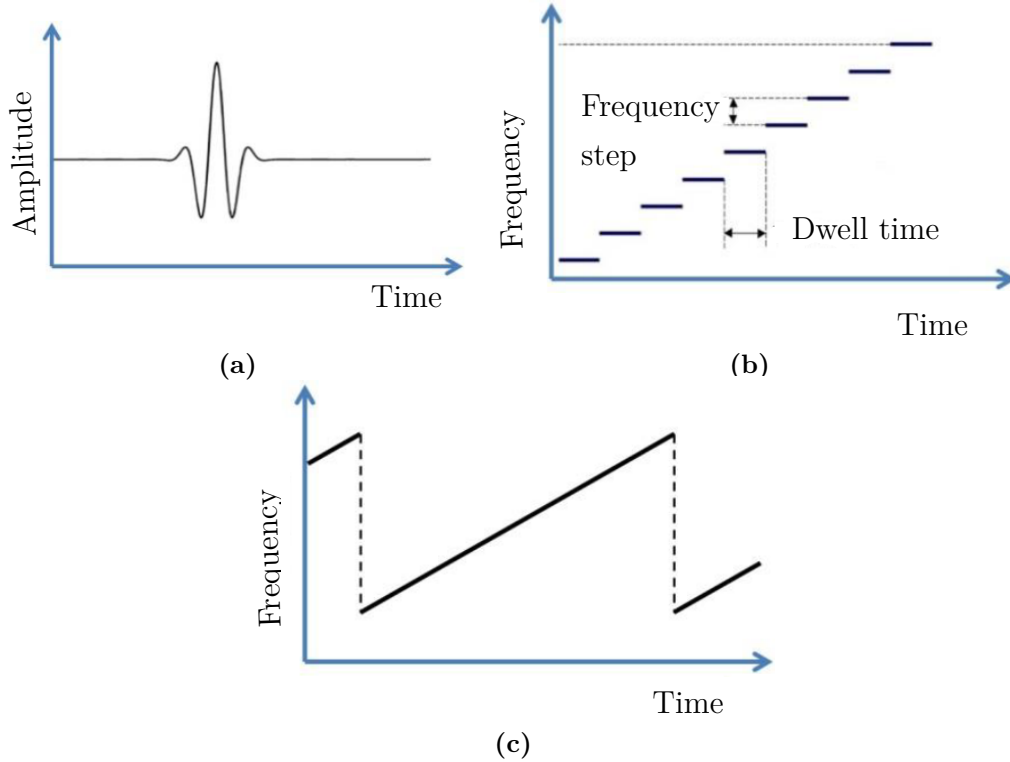 Amplitude
Time
(a)
Frequency
Frequency
step
Dwell time
Time
(b)
Frequency
Time
(c)